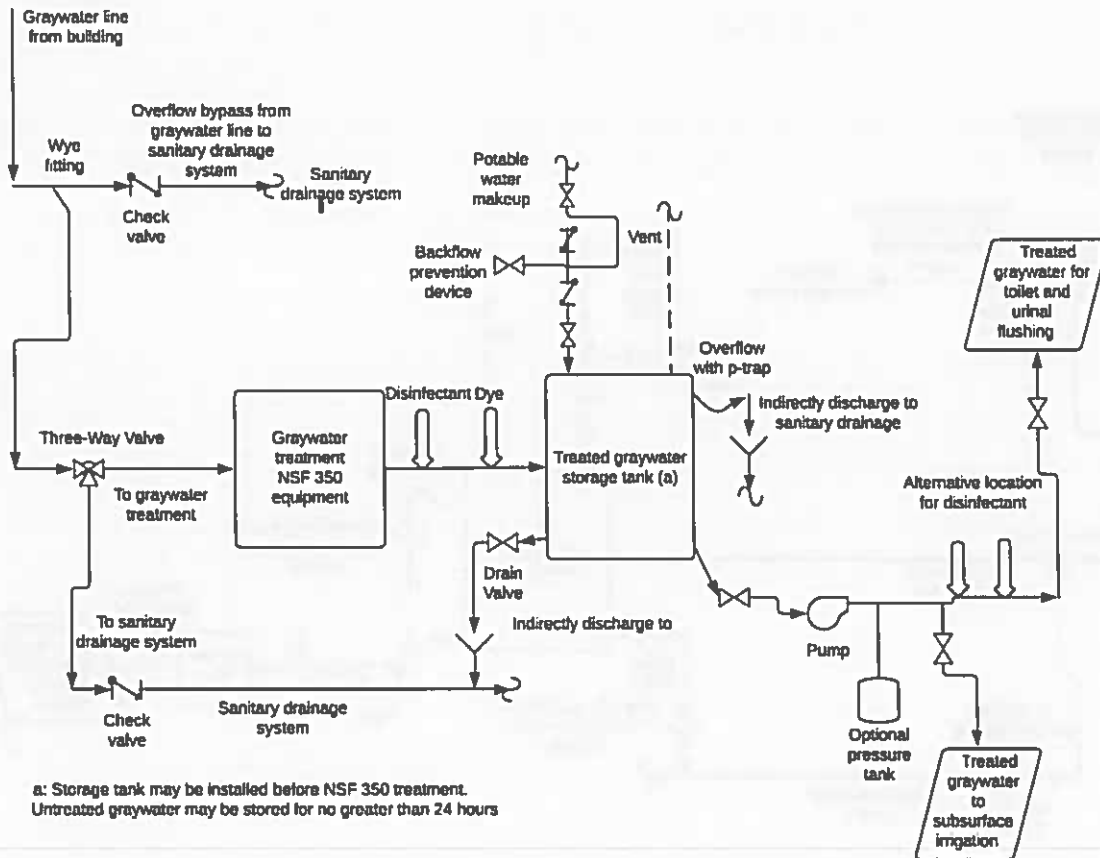 Graywater line
from building
Overflow bypass from
graywater line to
sanitary drainage
system
Wye
fitting
Sanitary
drainage system
Check
valve
Potable
water
makeup
Vent
Backflow
prevention
device
Treated
graywater for
toilet and
urinal
flushing
Overflow
with p-trap
Disinfectant Dye
Indirectly discharge to
sanitary drainage
Three-Way Valve
Graywater
treatment
NSF 350
equipment
Treated graywater
storage tank (a)
To graywater
treatment
Alternative location
for disinfectant
Drain
Valve
To sanitary
drainage system
Indirectly discharge to
Pump
Check
valve
Sanitary drainage
system
Optional
pressure
tank
Treated
graywater
to
subsurface
irrigation
a: Storage tank may be installed before NSF 350 treatment.
Untreated graywater may be stored for no greater than 24 hours